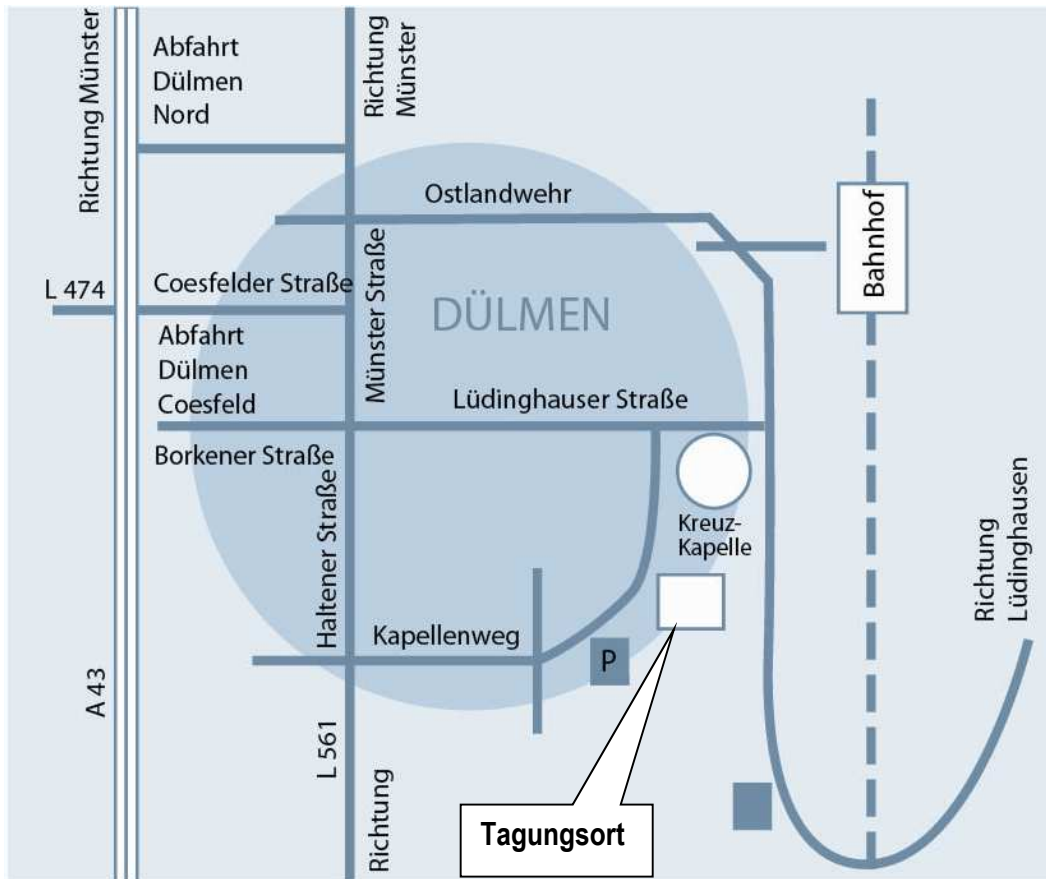 Richtung Münster
Abfahrt
Dülmen
Nord
Richtung
Münster
Ostlandwehr
Bahnhof
L 474
Coesfelder Straße
Münster Straße
DÜLMEN
Abfahrt
Dülmen
Coesfeld
Lüdinghauser Straße
Borkener Straße
Haltener Straße
Kreuz-
Kapelle
Richtung
Lüdinghausen
Kapellenweg
P
A 43
L 561
Richtung
Tagungsort